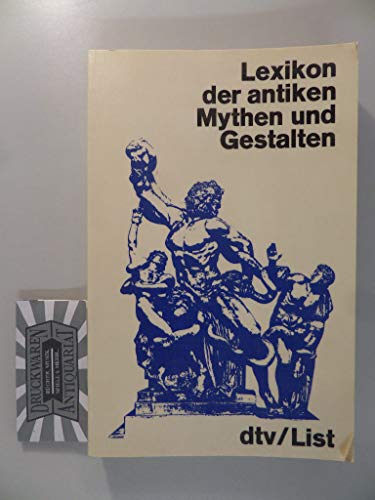 Lexikon
der antiken
Mythen und
Gestalten
dtv/List
DRUCKWAREN
ANTIQUARIAT